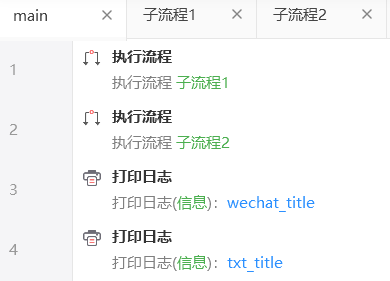 main
子流程1
子流程2
1
执行流程
执行流程 子流程1
2
执行流程
执行流程 子流程2
3
打印日志
打印日志(信息)：wechat_title
4
打印日志
打印日志(信息)：txt_title